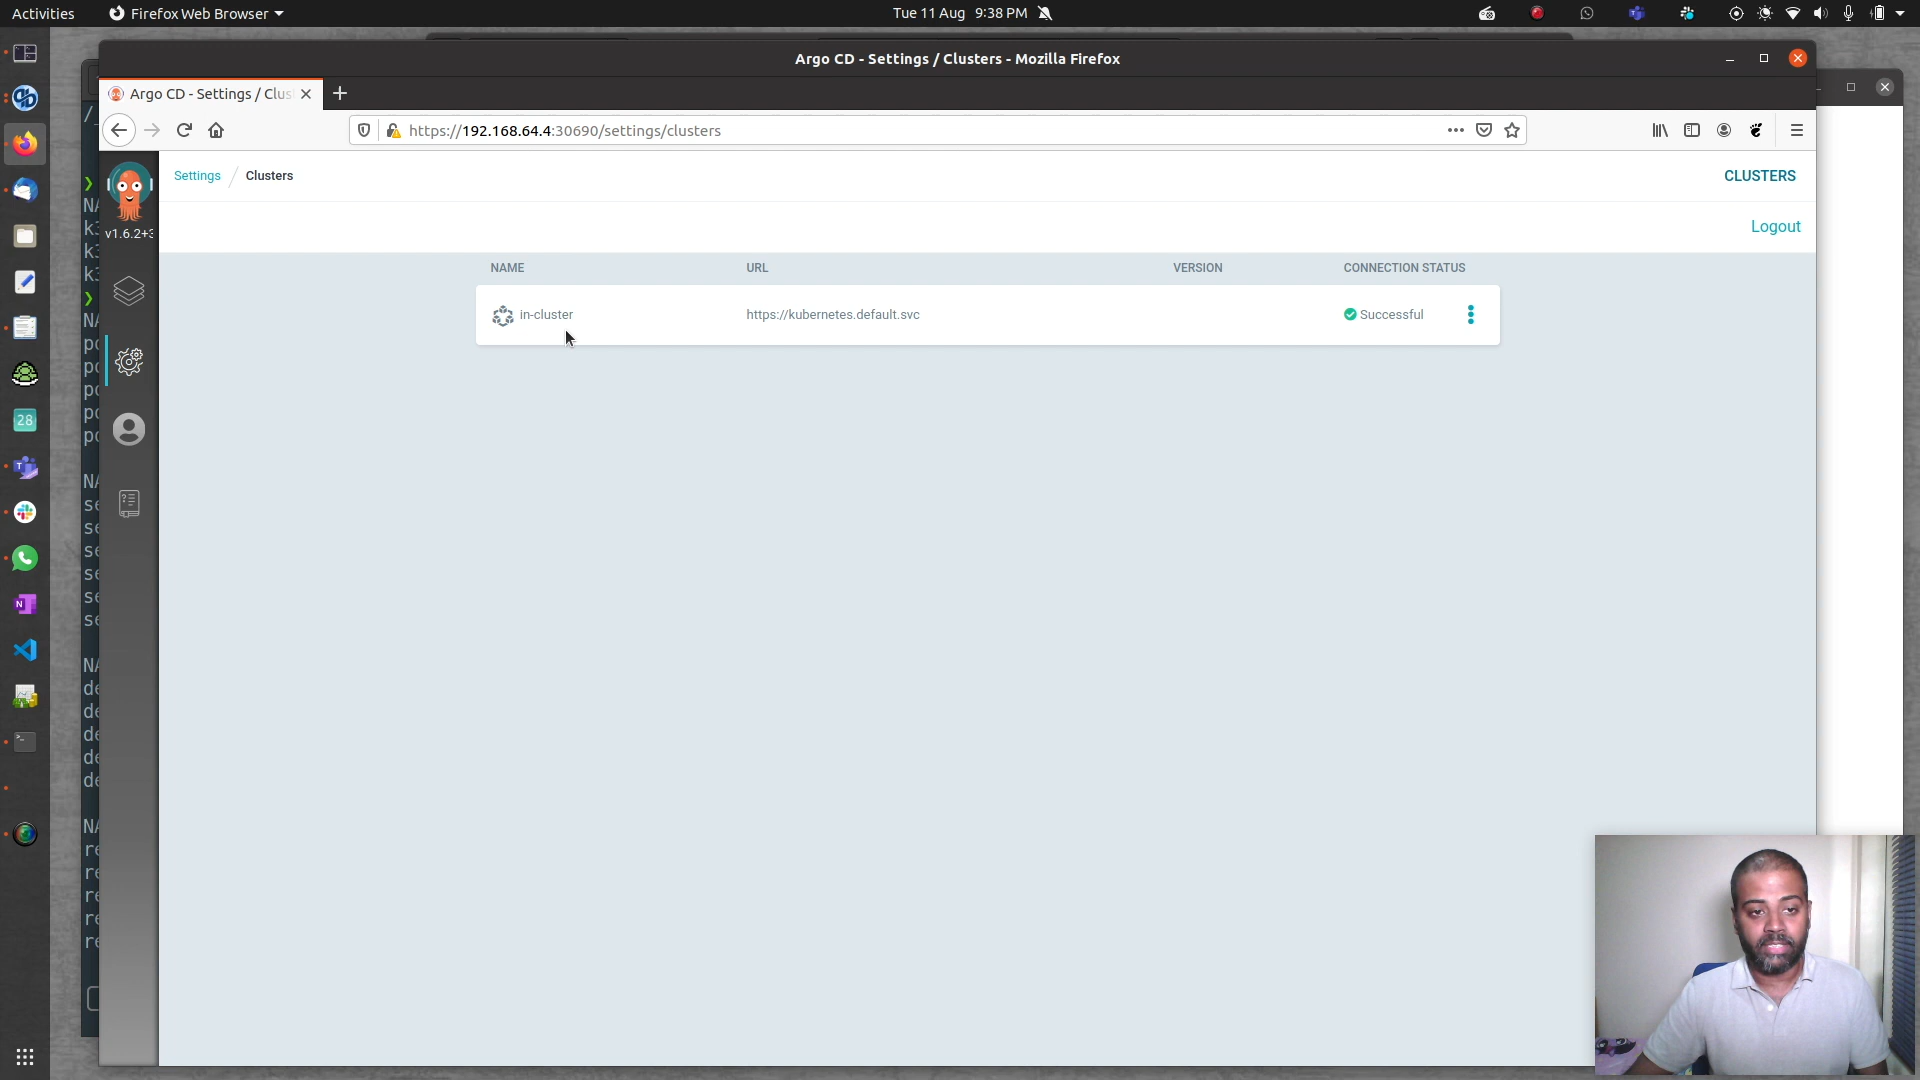 Activities
Firefox Web Browser
Tue 11 Aug 9:38 PM
Argo CD - Settings / Clusters - Mozilla Firefox
Argo CD - Settings / Clus
https://192.168.64.4:30690/settings/clusters
Settings
Clusters
CLUSTERS
v1.6.2+3
Logout
NAME
URL
VERSION
CONNECTION STATUS
in-cluster
https://kubernetes.default.svc
Successful
28